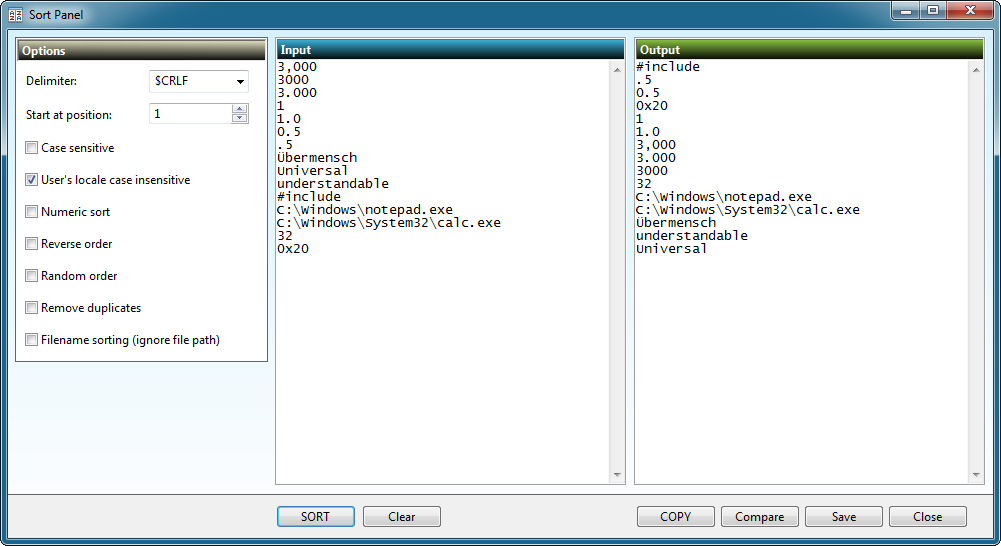 Sort Panel
Options
Delimiter: $CRLF
Start at position: 1
Case sensitive
User's locale case insensitive
Numeric sort
Reverse order
Random order
Remove duplicates
Filename sorting (ignore file path)
Input
3,000
3000
3.000
1
1.0
0.5
.5
Übermensch
Universal
understandable
#include
C:\Windows\notepad.exe
C:\Windows\System32\calc.exe
32
0x20
Output
#include
.5
0.5
0x20
1
1.0
3,000
3.000
3000
32
C:\Windows\notepad.exe
C:\Windows\System32\calc.exe
Übermensch
understandable
Universal
SORT Clear COPY Compare Save Close